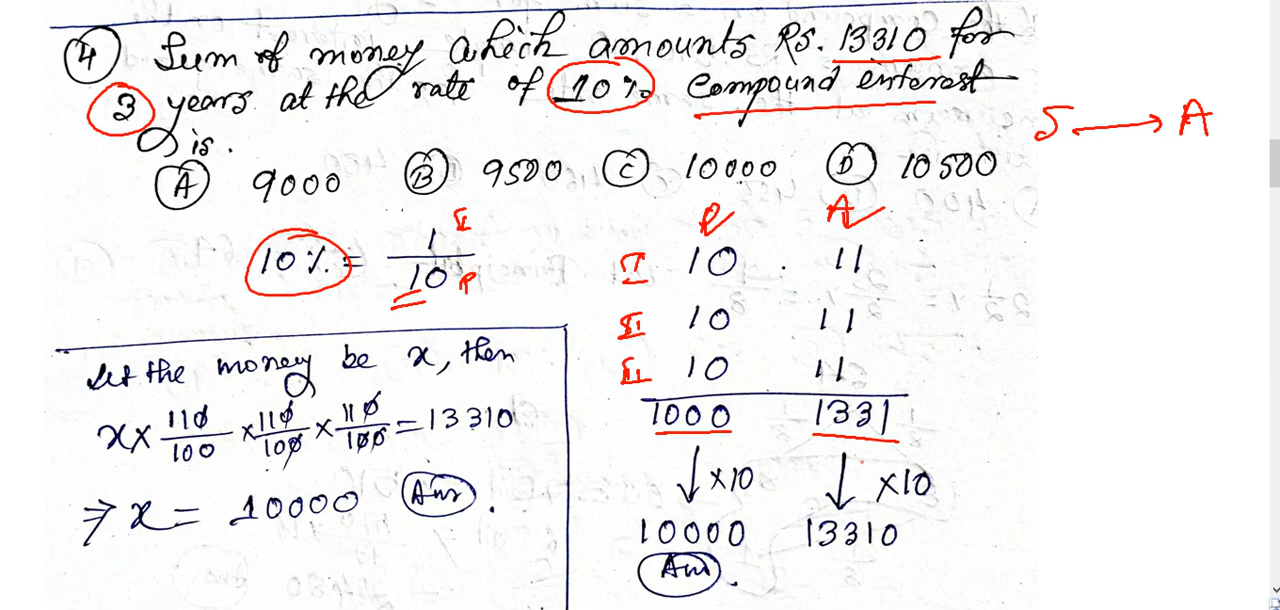 ④ Sum of money which amounts Rs. 13310 for
3 years at the rate of 10% compound interest
is.
S → A
Ⓐ 9000 Ⓑ 9500 Ⓒ 10000 Ⓓ 10500
P A
10% = 1/10 I P
I 10 11
II 10 11
III 10 11
1000 1331
↓×10 ↓×10
10000 13310
Ans.
Let the money be x, then
x × 110/100 × 110/100 × 110/100 = 13310
⇒ x = 10000 Ans.